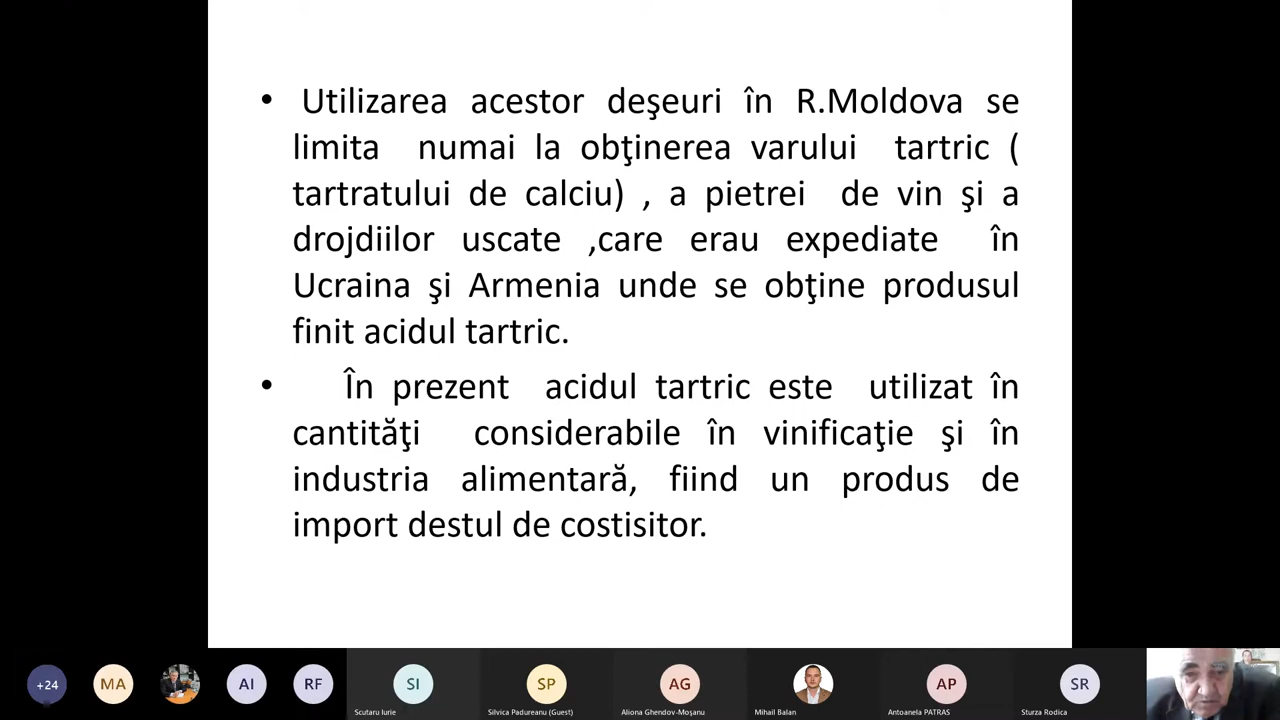 • Utilizarea acestor deşeuri în R.Moldova se
limita numai la obţinerea varului tartric (
tartratului de calciu) , a pietrei de vin şi a
drojdiilor uscate ,care erau expediate în
Ucraina şi Armenia unde se obţine produsul
finit acidul tartric.
• În prezent acidul tartric este utilizat în
cantităţi considerabile în vinificaţie şi în
industria alimentară, fiind un produs de
import destul de costisitor.
+24 MA AI RF SI SP AG AP SR
Scutaru Iurie Silvica Padureanu (Guest) Aliona Ghendov-Moşanu Mihail Balan Antoanela PATRAS Sturza Rodica